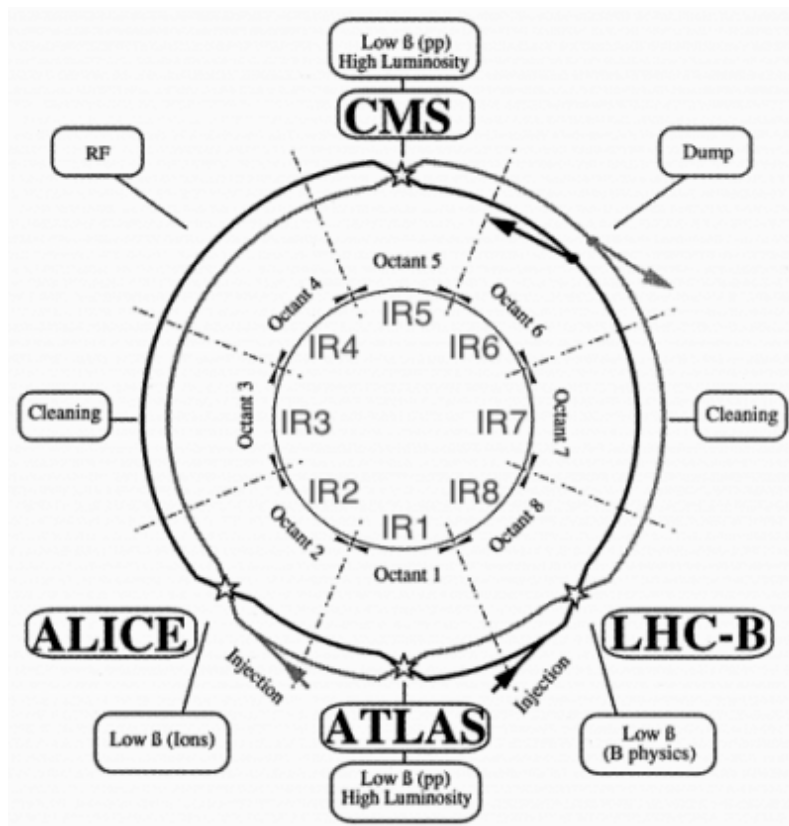 Low ß (pp)
High Luminosity
CMS
RF
Dump
Octant 5
Octant 4
Octant 6
IR5
IR4
IR6
Cleaning
Octant 3
IR3
IR7
Octant 7
Cleaning
IR2
IR8
Octant 2
IR1
Octant 8
Octant 1
ALICE
LHC-B
Injection
Injection
Low ß (Ions)
ATLAS
Low ß
(B physics)
Low ß (pp)
High Luminosity